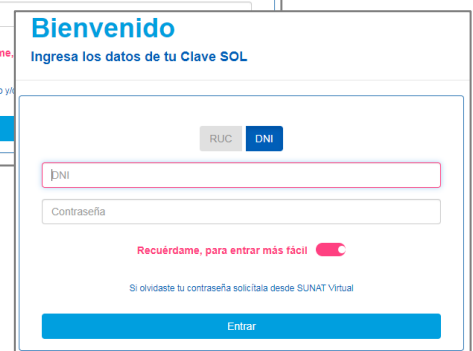 Bienvenido
Ingresa los datos de tu Clave SOL
me,
o y/o
RUC DNI
DNI
Contraseña
Recuérdame, para entrar más fácil
Si olvidaste tu contraseña solicítala desde SUNAT Virtual
Entrar